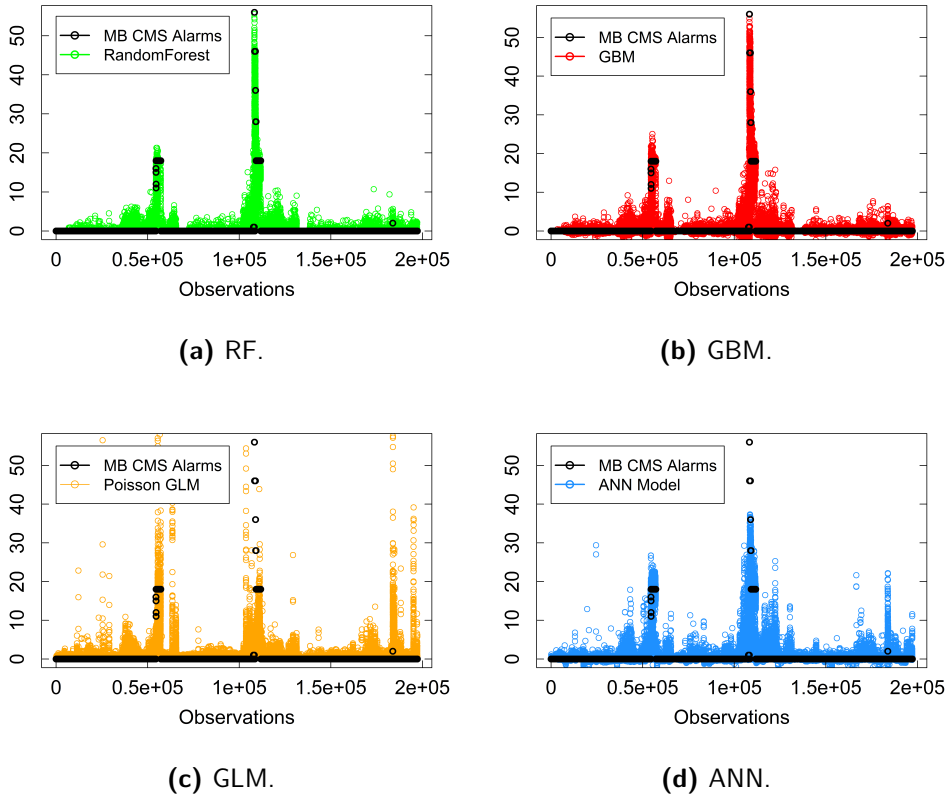 MB CMS Alarms
RandomForest
0 10 20 30 40 50
0 0.5e+05 1e+05 1.5e+05 2e+05
Observations
(a) RF.
MB CMS Alarms
GBM
0 10 20 30 40 50
0 0.5e+05 1e+05 1.5e+05 2e+05
Observations
(b) GBM.
MB CMS Alarms
Poisson GLM
0 10 20 30 40 50
0 0.5e+05 1e+05 1.5e+05 2e+05
Observations
(c) GLM.
MB CMS Alarms
ANN Model
0 10 20 30 40 50
0 0.5e+05 1e+05 1.5e+05 2e+05
Observations
(d) ANN.